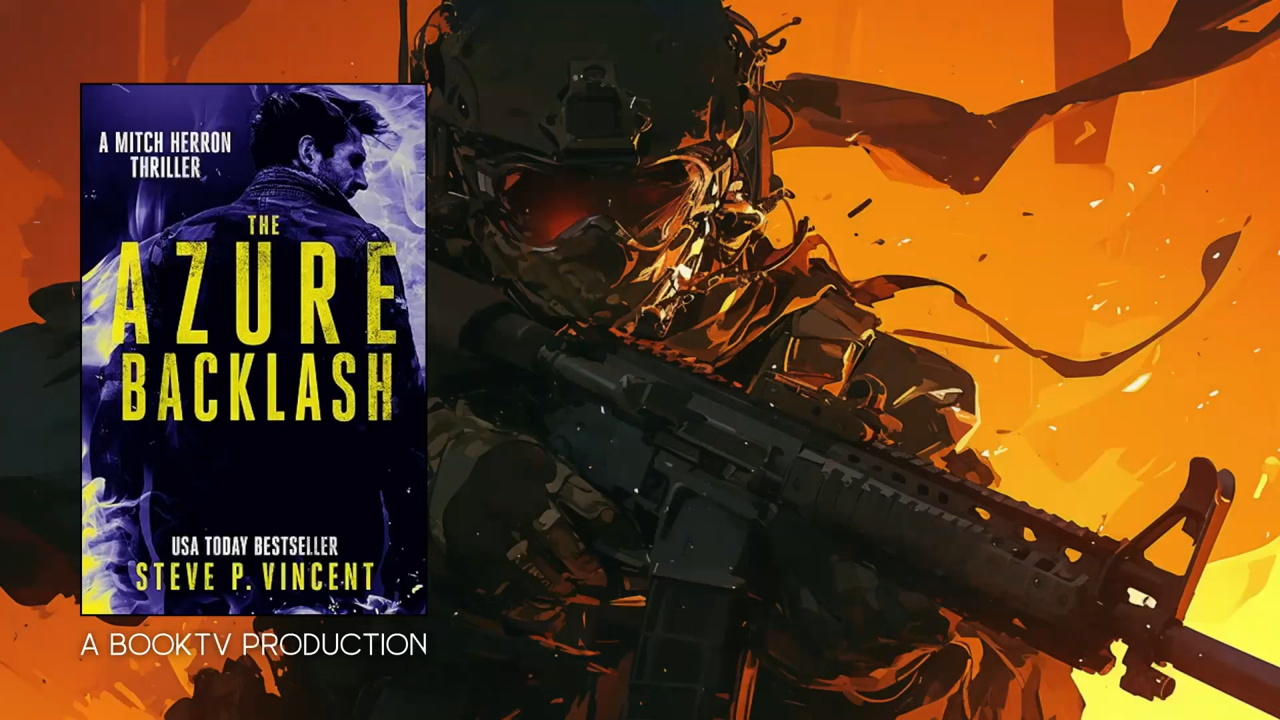 A MITCH HERRON
THRILLER
THE
AZURE
BACKLASH
USA TODAY BESTSELLER
STEVE P. VINCENT
A BOOKTV PRODUCTION